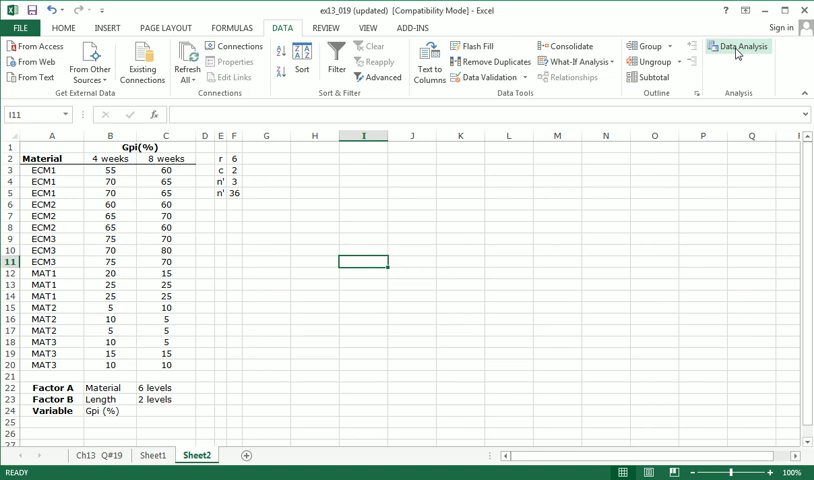 ex13_019 (updated) [Compatibility Mode] - Excel
FILE HOME INSERT PAGE LAYOUT FORMULAS DATA REVIEW VIEW ADD-INS Sign in
From Access
From Web
From Text
From Other Sources
Existing Connections
Get External Data
Refresh All
Connections
Properties
Edit Links
Connections
Sort
Filter
Clear
Reapply
Advanced
Sort & Filter
Text to Columns
Flash Fill
Remove Duplicates
Data Validation
Consolidate
What-If Analysis
Relationships
Data Tools
Group
Ungroup
Subtotal
Outline
Data Analysis
Analysis
I11
A B C D E F G H I J K L M N O P Q
1 Gpi(%)
2 Material 4 weeks 8 weeks r 6
3 ECM1 55 60 c 2
4 ECM1 70 65 n' 3
5 ECM1 70 65 n' 36
6 ECM2 60 60
7 ECM2 65 70
8 ECM2 65 60
9 ECM3 75 70
10 ECM3 70 80
11 ECM3 75 70
12 MAT1 20 15
13 MAT1 25 25
14 MAT1 25 25
15 MAT2 5 10
16 MAT2 10 5
17 MAT2 5 5
18 MAT3 10 5
19 MAT3 15 15
20 MAT3 10 10
21
22 Factor A Material 6 levels
23 Factor B Length 2 levels
24 Variable Gpi (%)
25
26
27
Ch13 Q#19 Sheet1 Sheet2
READY 100%